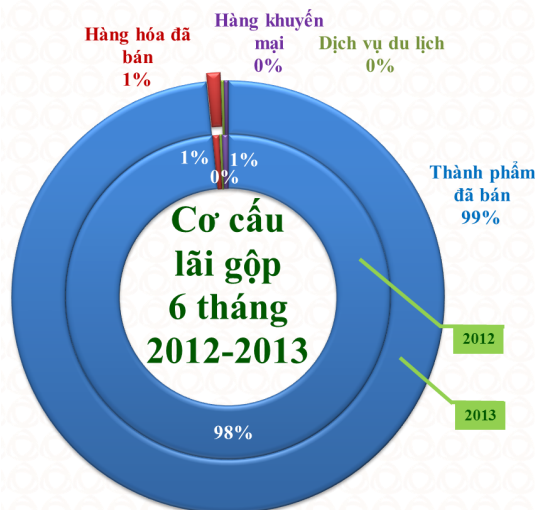 Hàng hóa đã
bán
1%
Hàng khuyến
mại
0%
Dịch vụ du lịch
0%
Thành phẩm
đã bán
99%
1%
0%
1%
Cơ cấu
lãi gộp
6 tháng
2012-2013
2012
2013
98%